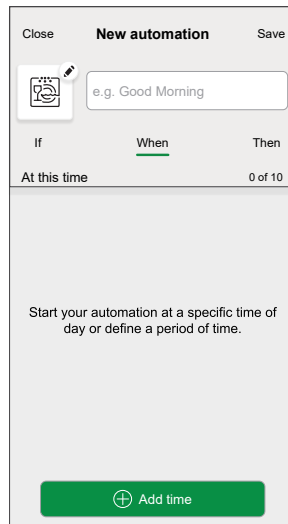 Close New automation Save
e.g. Good Morning
If When Then
At this time 0 of 10
Start your automation at a specific time of
day or define a period of time.
Add time